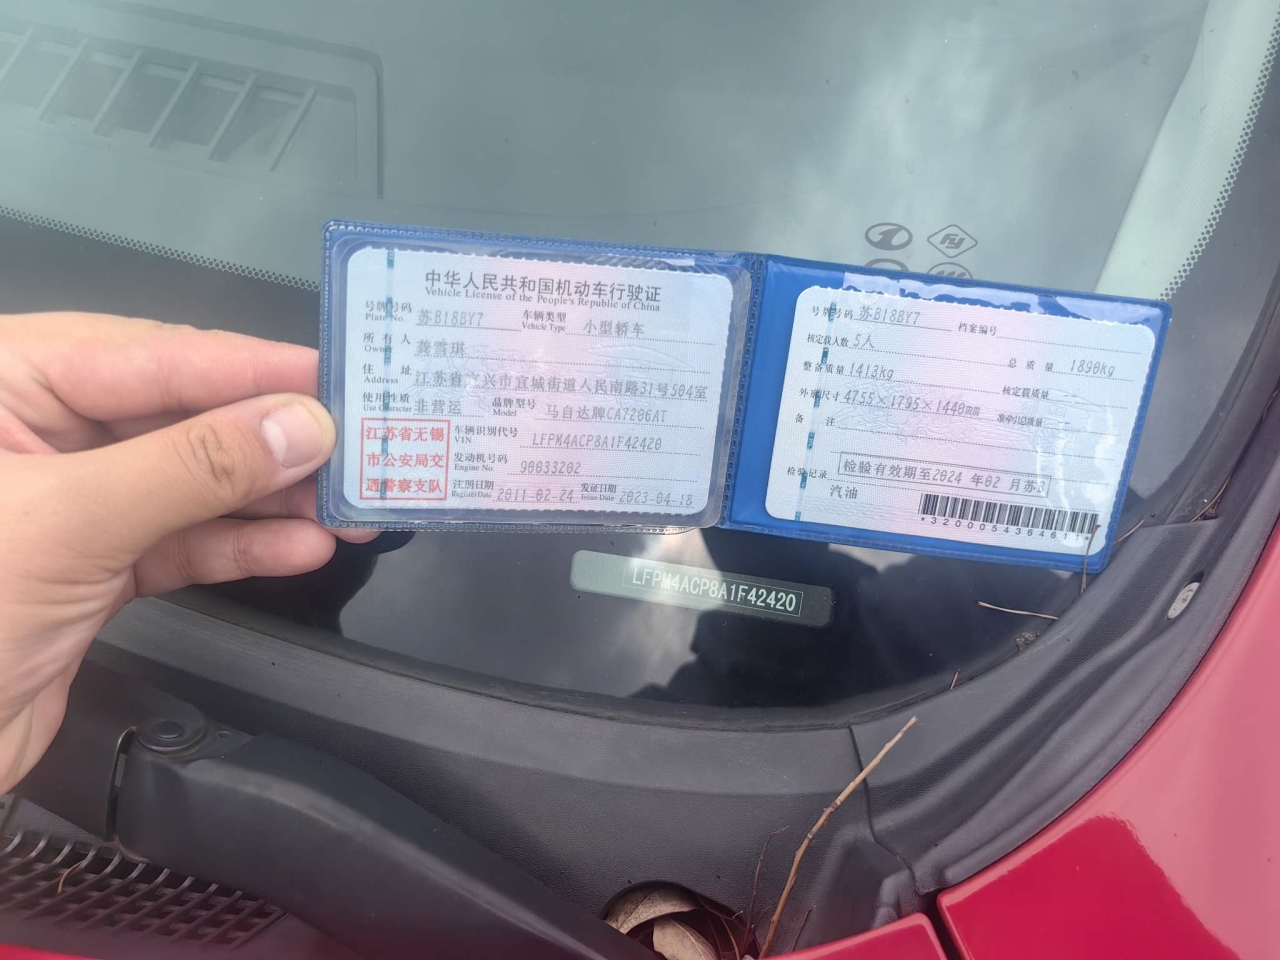 中华人民共和国机动车行驶证
Vehicle License of the People's Republic of China
号牌号码 苏B18BY7 车辆类型 小型轿车
Plate No. Vehicle Type
所有人 龚雪琪
Owner
住址 江苏省宜兴市宜城街道人民南路31号504室
Address
使用性质 非营运 品牌型号 马自达牌CA7206AT
Use Character Model
江苏省无锡
市公安局交
通警察支队
车辆识别代号 LFPM4ACP8A1F42420
VIN
发动机号码 90033202
Engine No.
注册日期 2011-02-24 发证日期 2023-04-18
Register Date Issue Date
号牌号码 苏B18BY7 档案编号
核定载人数 5人 总质量 1890kg
整备质量 1413kg 核定载质量 --
外廓尺寸 4755×1795×1440mm 准牵引总质量 --
备注
检验记录 检验有效期至2024年02月苏B
汽油
*3200054364611*
LFPM4ACP8A1F42420
FY